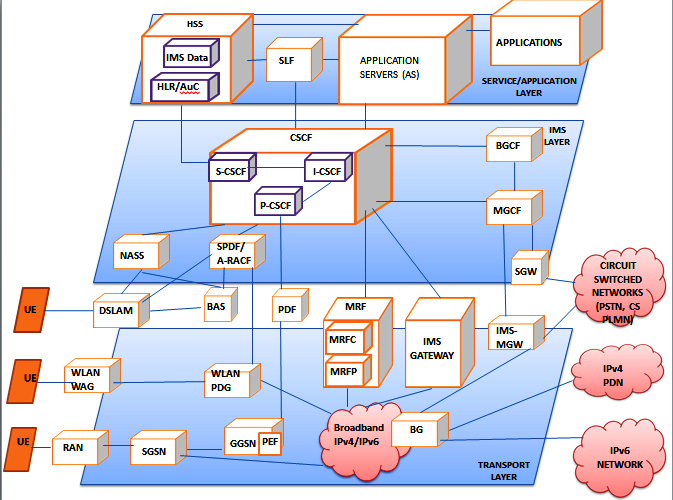 HSS
IMS Data
HLR/AuC
SLF
APPLICATION
SERVERS (AS)
APPLICATIONS
SERVICE/APPLICATION
LAYER
CSCF
S-CSCF
I-CSCF
P-CSCF
BGCF
IMS
LAYER
MGCF
NASS
SPDF/
A-RACF
SGW
CIRCUIT
SWITCHED
NETWORKS
(PSTN, CS
PLMN)
UE
DSLAM
BAS
PDF
MRF
MRFC
MRFP
IMS
GATEWAY
IMS-
MGW
UE
WLAN
WAG
WLAN
PDG
IPv4
PDN
UE
RAN
SGSN
GGSN
PEF
Broadband
IPv4/IPv6
BG
IPv6
NETWORK
TRANSPORT
LAYER